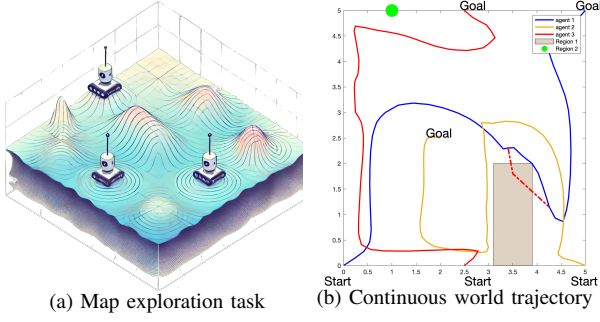 Goal
Goal
agent 1
agent 2
agent 3
Region 1
Region 2
Goal
5
4.5
4
3.5
3
2.5
2
1.5
1
0.5
0
0 0.5 1 1.5 2 2.5 3 3.5 4 4.5 5
Start
Start
Start
(a) Map exploration task
(b) Continuous world trajectory